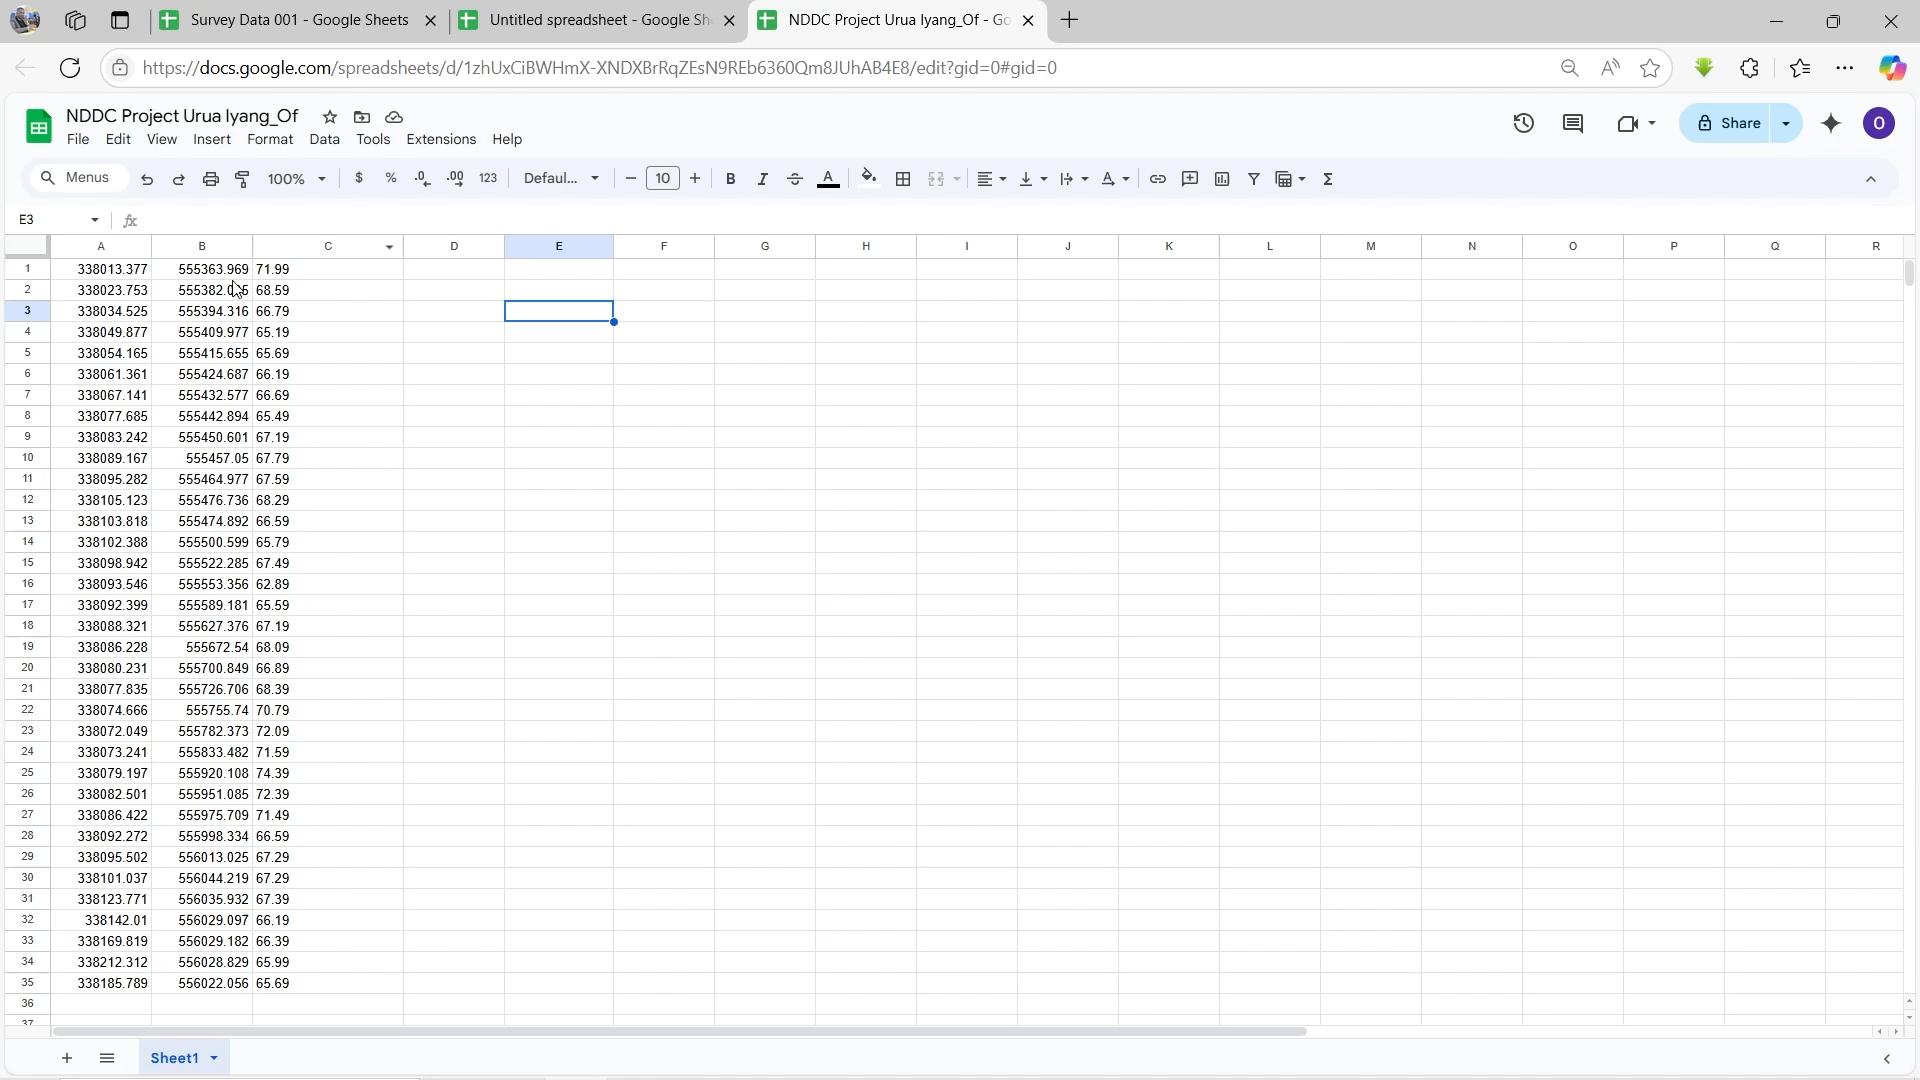 Survey Data 001 - Google Sheets
Untitled spreadsheet - Google Sh
NDDC Project Urua Iyang_Of - Go
https://docs.google.com/spreadsheets/d/1zhUxCiBWHmX-XNDXBrRqZEsN9REb6360Qm8JUhAB4E8/edit?gid=0#gid=0
NDDC Project Urua Iyang_Of
File Edit View Insert Format Data Tools Extensions Help
Share
O
Menus 100% $ % .0 .00 123 Defaul... 10 B I S A
E3 fx
A B C D E F G H I J K L M N O P Q R
1 338013.377 555363.969 71.99
2 338023.753 68.59
3 338034.525 555394.316 66.79
4 338049.877 555409.977 65.19
5 338054.165 555415.655 65.69
6 338061.361 555424.687 66.19
7 338067.141 555432.577 66.69
8 338077.685 555442.894 65.49
9 338083.242 555450.601 67.19
10 338089.167 555457.05 67.79
11 338095.282 555464.977 67.59
12 338105.123 555476.736 68.29
13 338103.818 555474.892 66.59
14 338102.388 555500.599 65.79
15 338098.942 555522.285 67.49
16 338093.546 555553.356 62.89
17 338092.399 555589.181 65.59
18 338088.321 555627.376 67.19
19 338086.228 555672.54 68.09
20 338080.231 555700.849 66.89
21 338077.835 555726.706 68.39
22 338074.666 555755.74 70.79
23 338072.049 555782.373 72.09
24 338073.241 555833.482 71.59
25 338079.197 555920.108 74.39
26 338082.501 555951.085 72.39
27 338086.422 555975.709 71.49
28 338092.272 555998.334 66.59
29 338095.502 556013.025 67.29
30 338101.037 556044.219 67.29
31 338123.771 556035.932 67.39
32 338142.01 556029.097 66.19
33 338169.819 556029.182 66.39
34 338212.312 556028.829 65.99
35 338185.789 556022.056 65.69
36
37
Sheet1